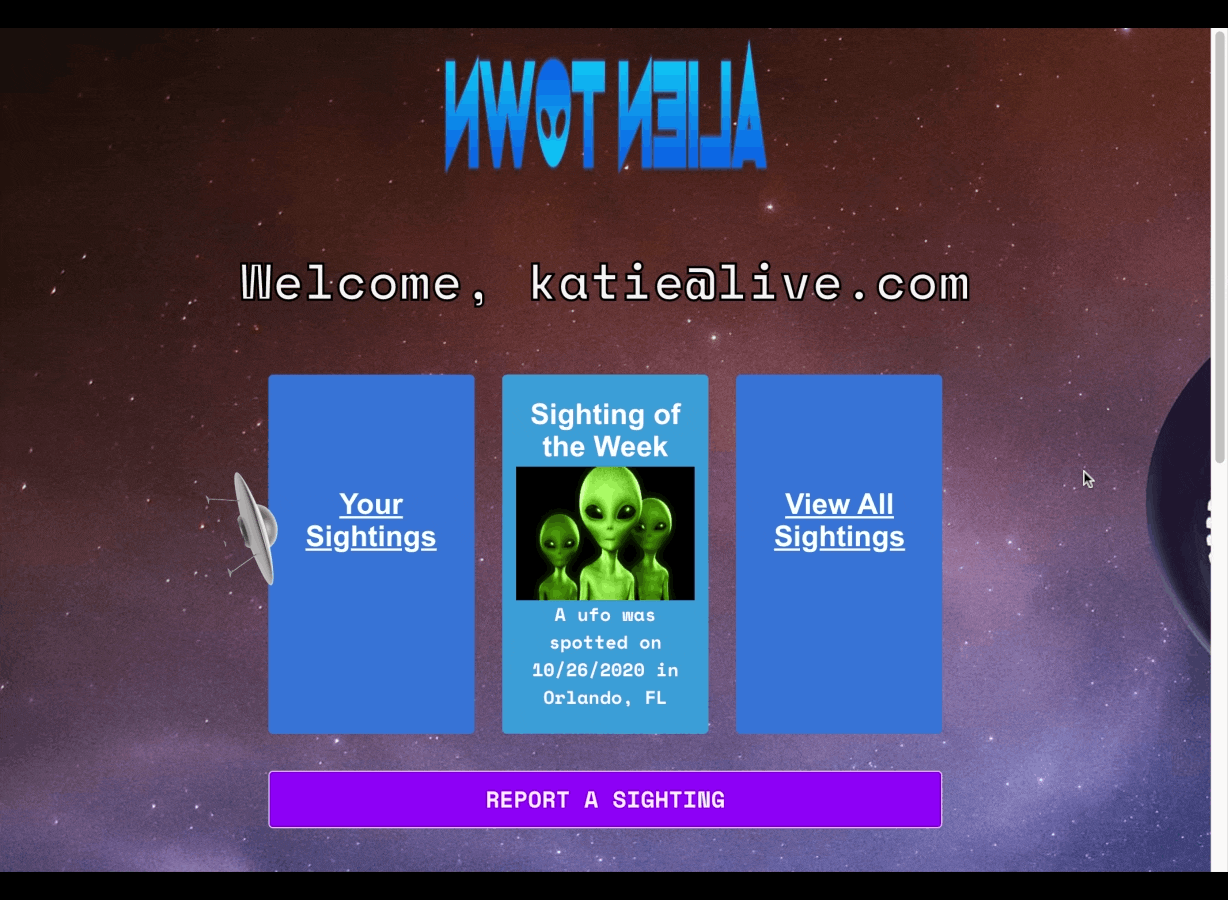 ALIEN TOWN
Welcome, katie@live.com
Your
Sightings
Sighting of
the Week
A ufo was
spotted on
10/26/2020 in
Orlando, FL
View All
Sightings
REPORT A SIGHTING